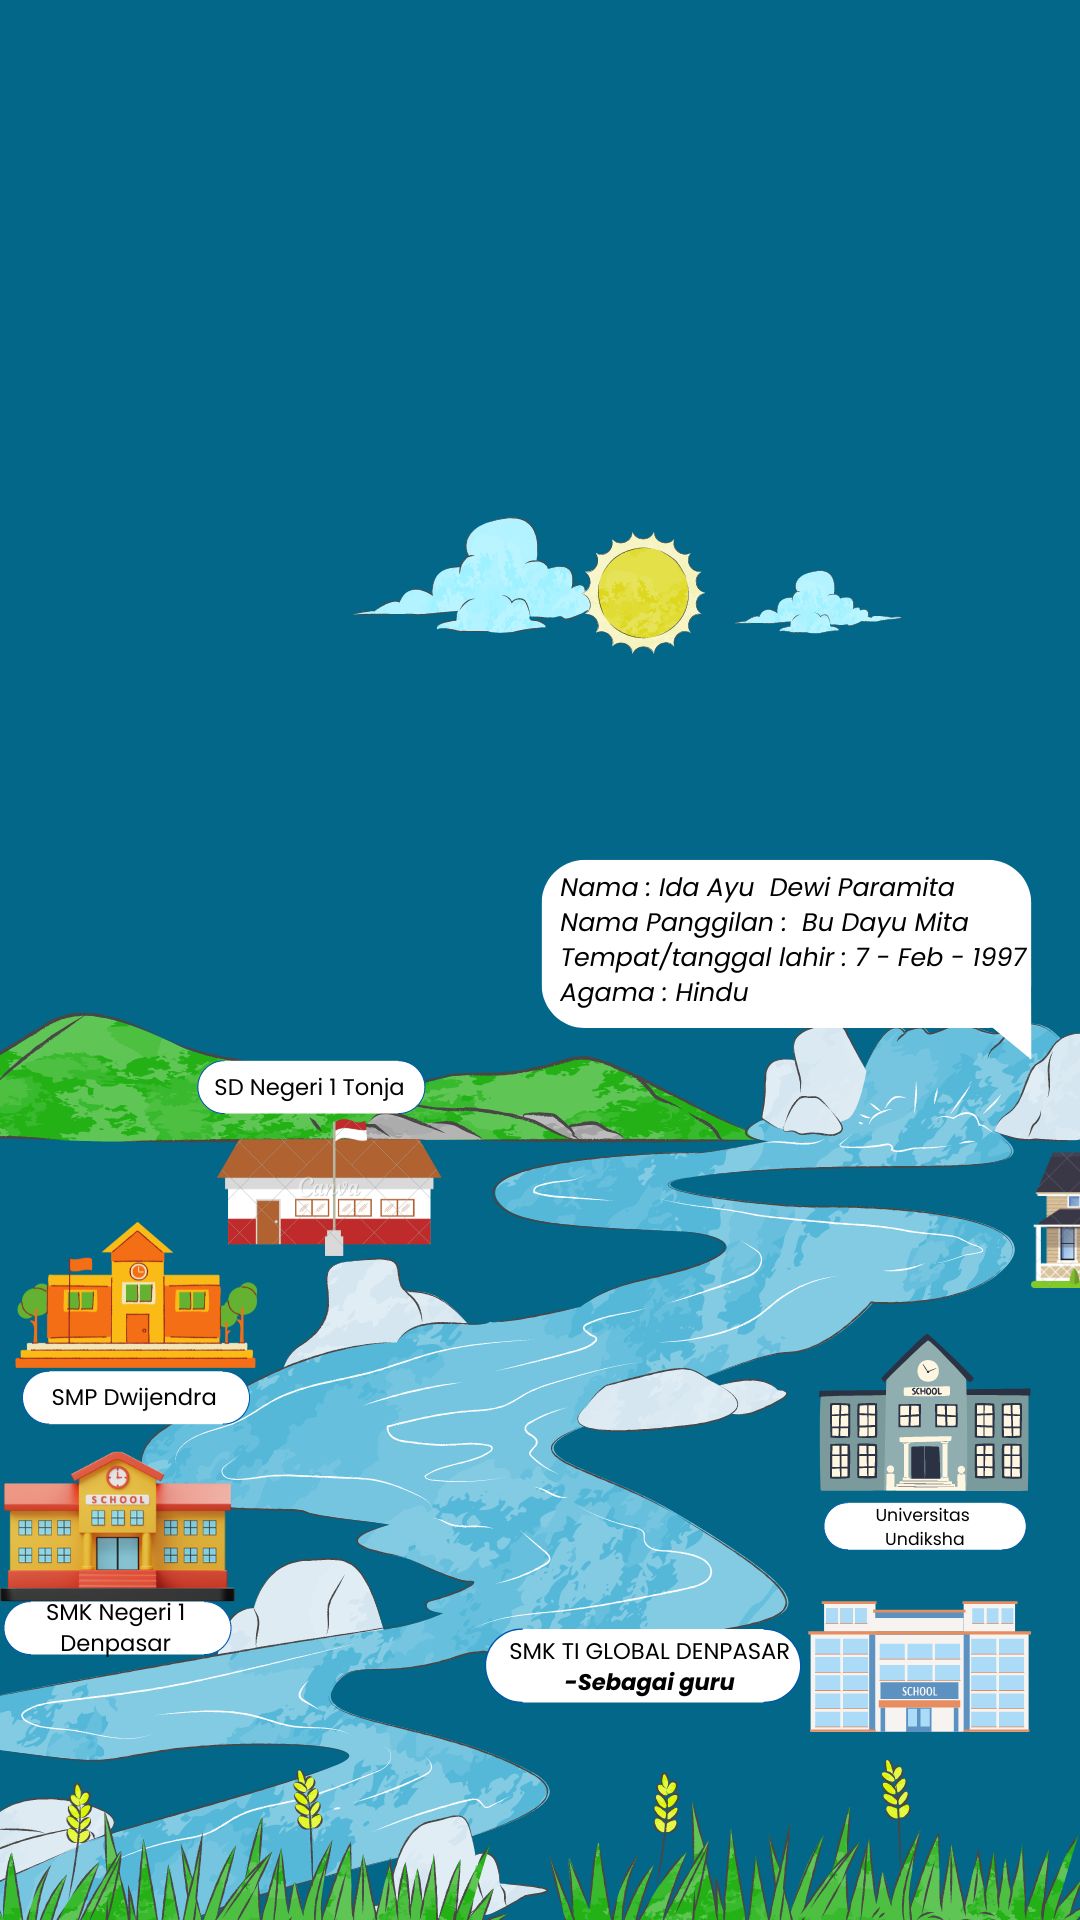 Nama : Ida Ayu Dewi Paramita
Nama Panggilan : Bu Dayu Mita
Tempat/tanggal lahir : 7 - Feb - 1997
Agama : Hindu
SD Negeri 1 Tonja
Canva
SMP Dwijendra
SCHOOL
Universitas
Undiksha
SCHOOL
SMK Negeri 1
Denpasar
SMK TI GLOBAL DENPASAR
-Sebagai guru
SCHOOL